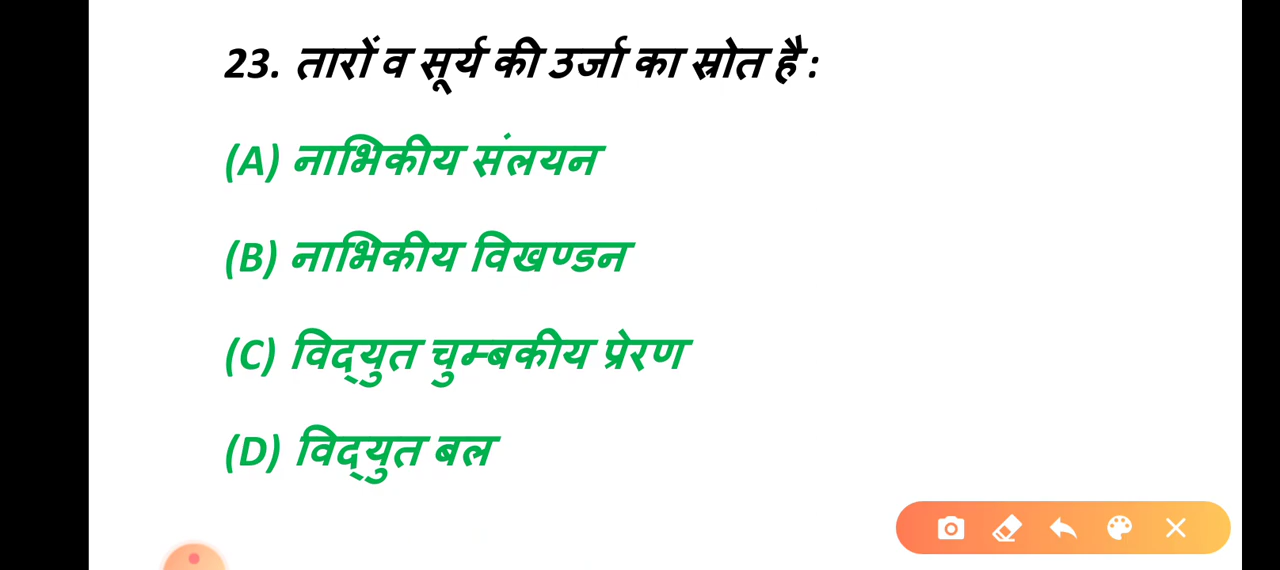 23. तारों व सूर्य की उर्जा का स्रोत है :
(A) नाभिकीय संलयन
(B) नाभिकीय विखण्डन
(C) विद्‌युत चुम्बकीय प्रेरण
(D) विद्‌युत बल